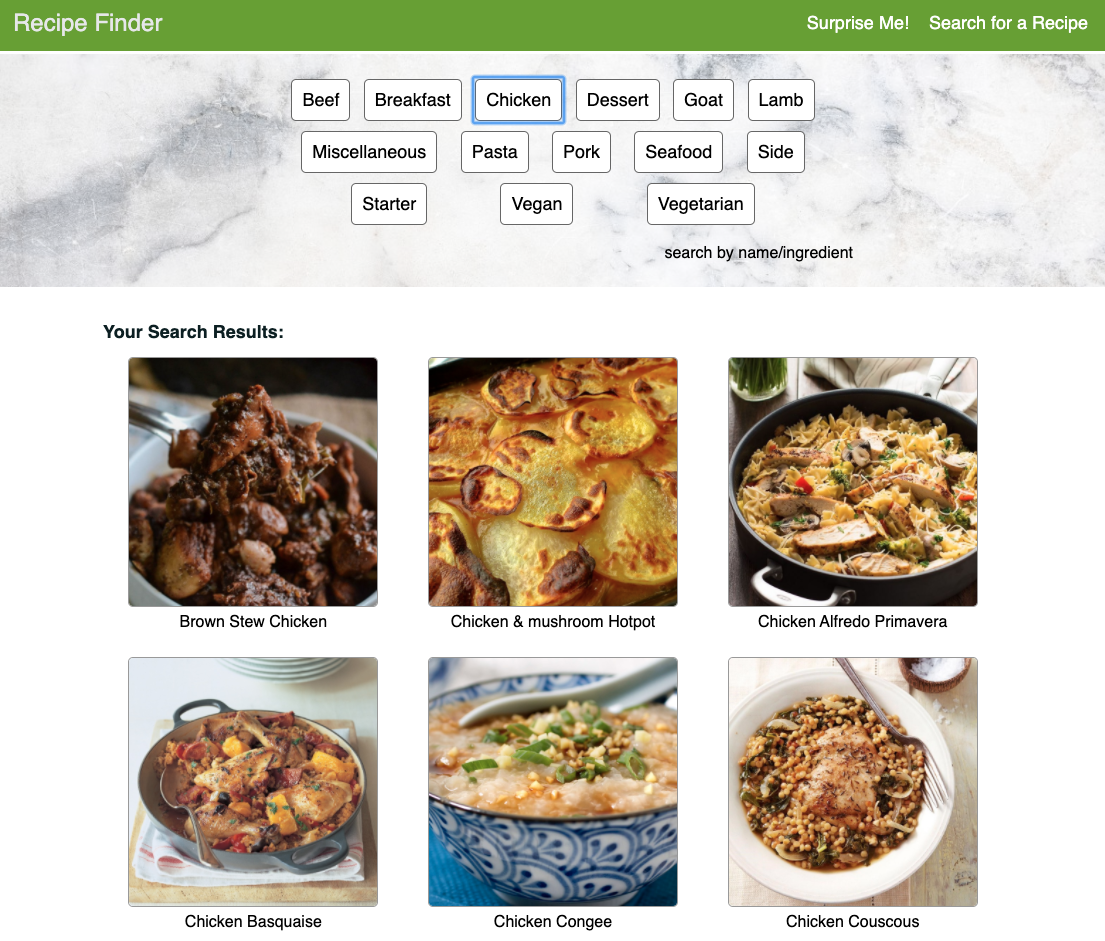 Recipe Finder Surprise Me! Search for a Recipe
Beef Breakfast Chicken Dessert Goat Lamb
Miscellaneous Pasta Pork Seafood Side
Starter Vegan Vegetarian
search by name/ingredient
Your Search Results:
Brown Stew Chicken Chicken & mushroom Hotpot Chicken Alfredo Primavera
Chicken Basquaise Chicken Congee Chicken Couscous